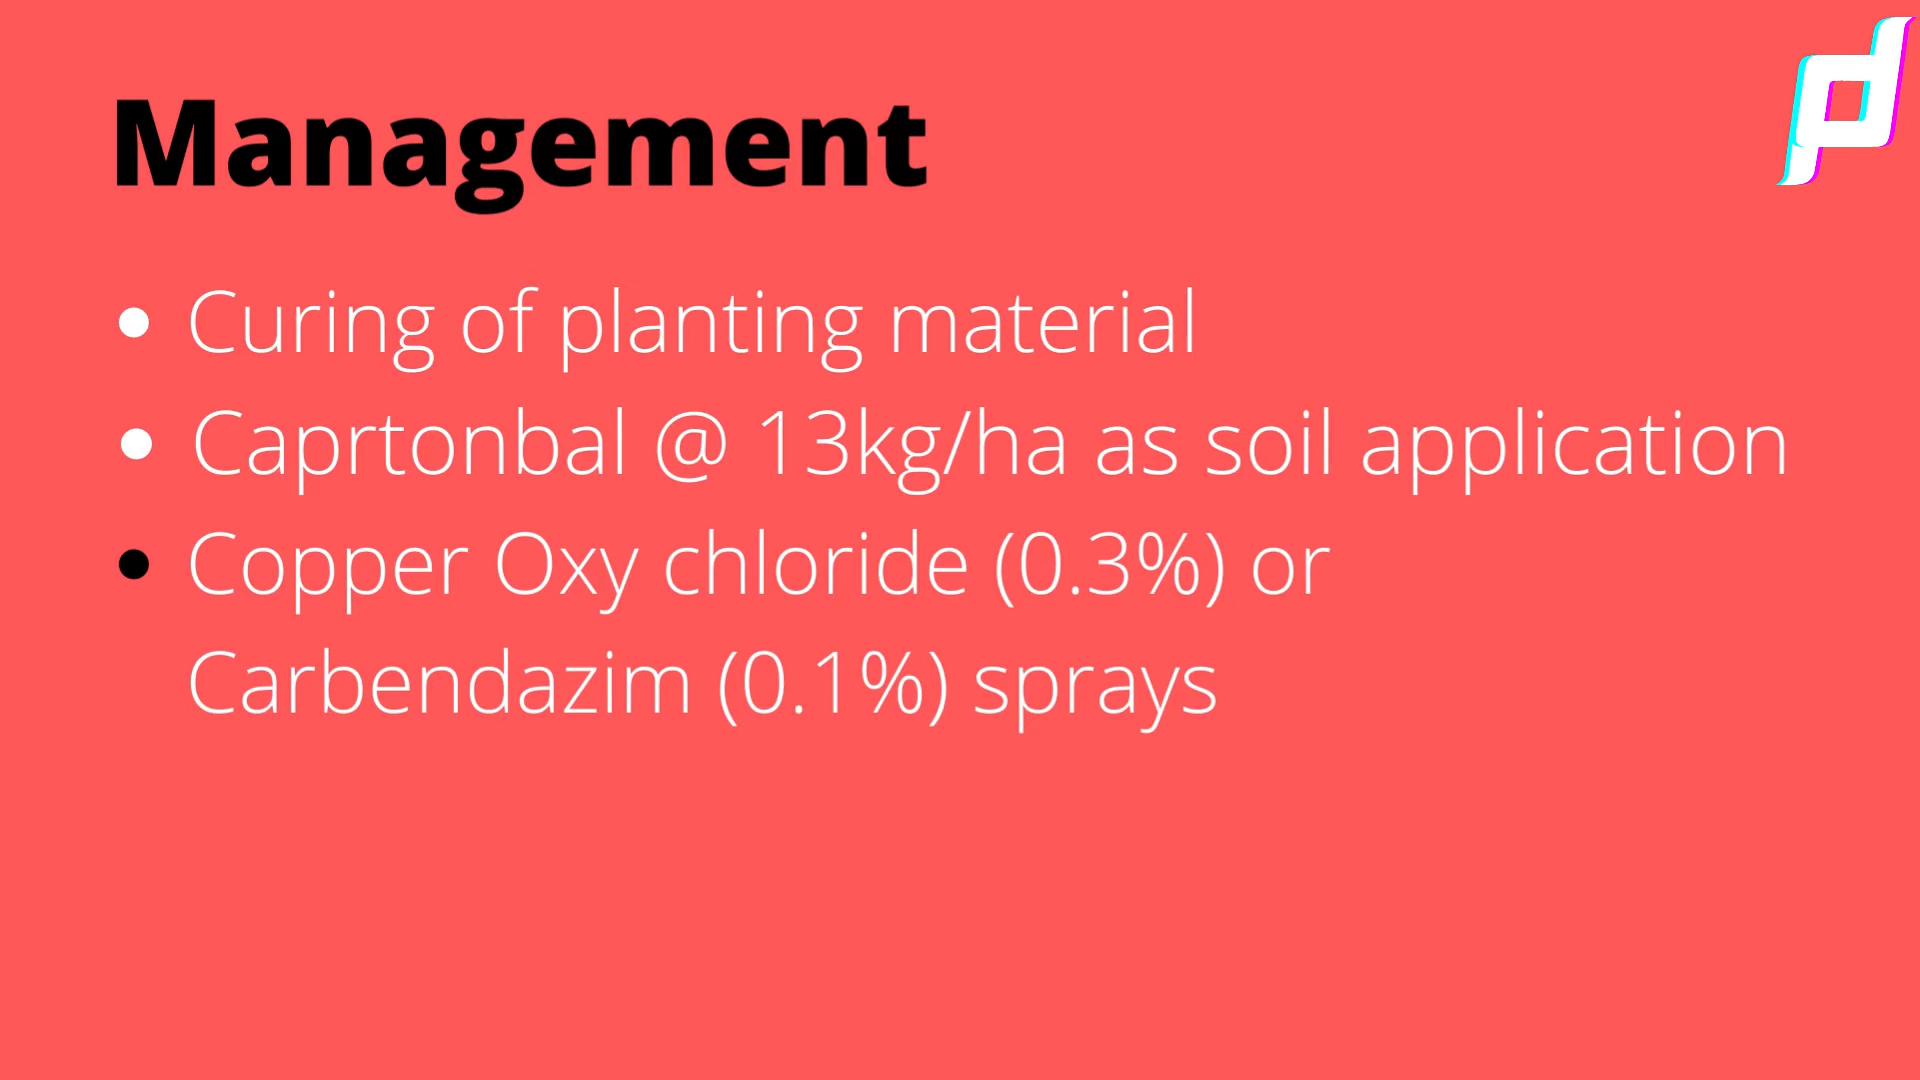 Management
• Curing of planting material
• Caprtonbal @ 13kg/ha as soil application
• Copper Oxy chloride (0.3%) or
Carbendazim (0.1%) sprays